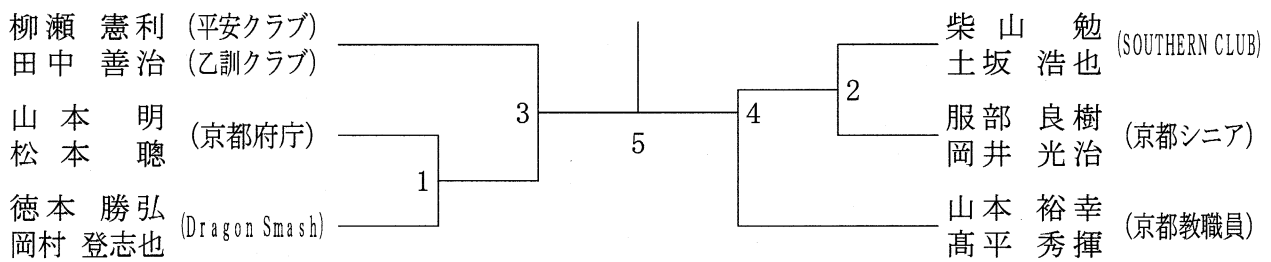 柳瀬 憲利 (平安クラブ)
田中 善治 (乙訓クラブ)
山本 明
松本 聰
(京都府庁)
徳本 勝弘
岡村 登志也
(Dragon Smash)
1
3
5
4
2
柴山 勉
土坂 浩也
(SOUTHERN CLUB)
服部 良樹
岡井 光治
(京都シニア)
山本 裕幸
髙平 秀揮
(京都教職員)